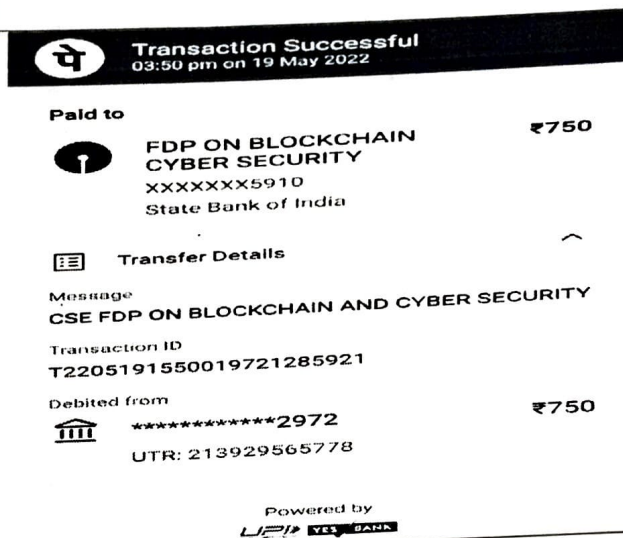 पे
Transaction Successful
03:50 pm on 19 May 2022
Paid to
FDP ON BLOCKCHAIN ₹750
CYBER SECURITY
XXXXXXX5910
State Bank of India
Transfer Details
Message
CSE FDP ON BLOCKCHAIN AND CYBER SECURITY
Transaction ID
T2205191550019721285921
Debited from
************2972 ₹750
UTR: 213929565778
Powered by
UPI YES BANK